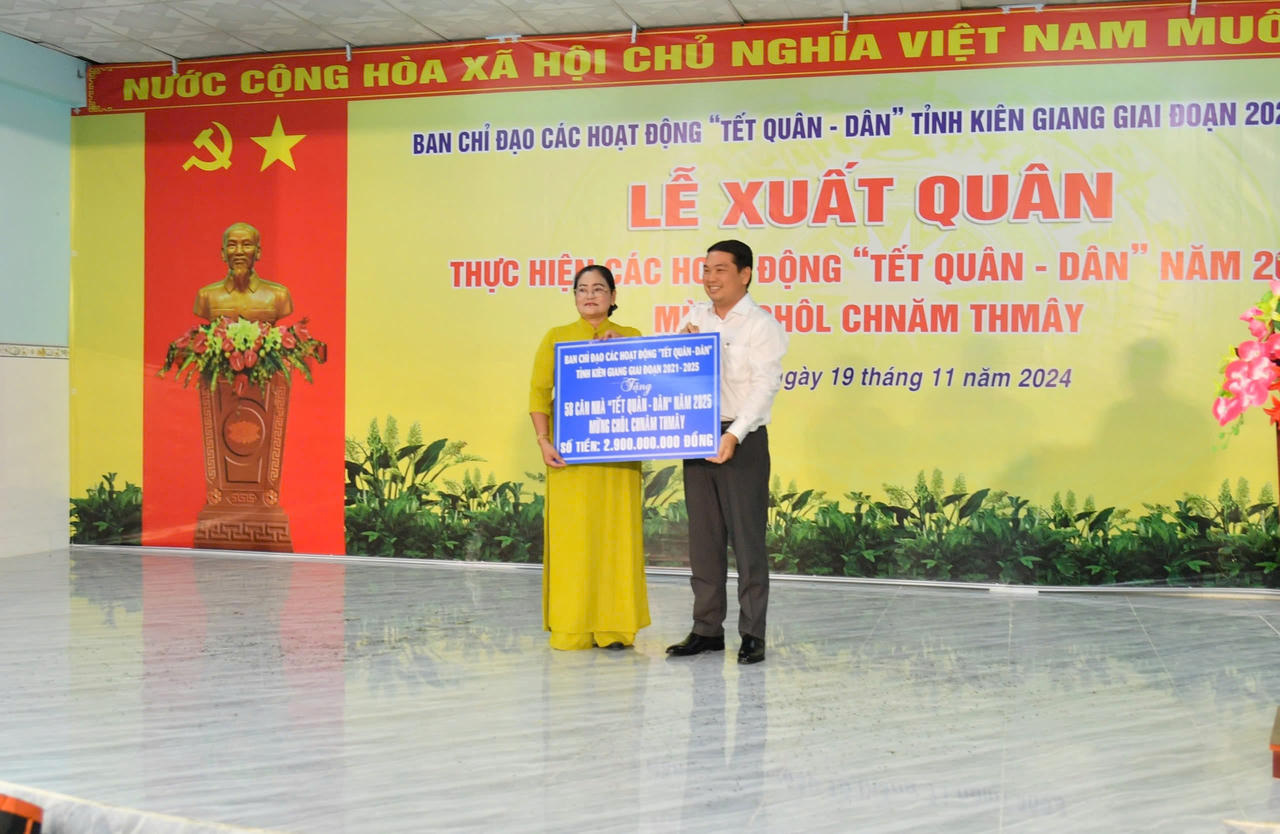 NƯỚC CỘNG HÒA XÃ HỘI CHỦ NGHĨA VIỆT NAM MUÔ
BAN CHỈ ĐẠO CÁC HOẠT ĐỘNG “TẾT QUÂN - DÂN” TỈNH KIÊN GIANG GIAI ĐOẠN 202
LỄ XUẤT QUÂN
THỰC HIỆN CÁC ĐỘNG “TẾT QUÂN - DÂN” NĂM 20
CHÔL CHNĂM THMÂY
gày 19 tháng 11 năm 2024
BAN CHỈ ĐẠO CÁC HOẠT ĐỘNG "TẾT QUÂN-DÂN"
TỈNH KIÊN GIANG GIAI ĐOẠN 2021-2025
Tặng
58 CĂN NHÀ "TẾT QUÂN - DÂN" NĂM 2025
MỪNG CHÔL CHNĂM THMÂY
SỐ TIỀN: 2.900.000.000 ĐỒNG